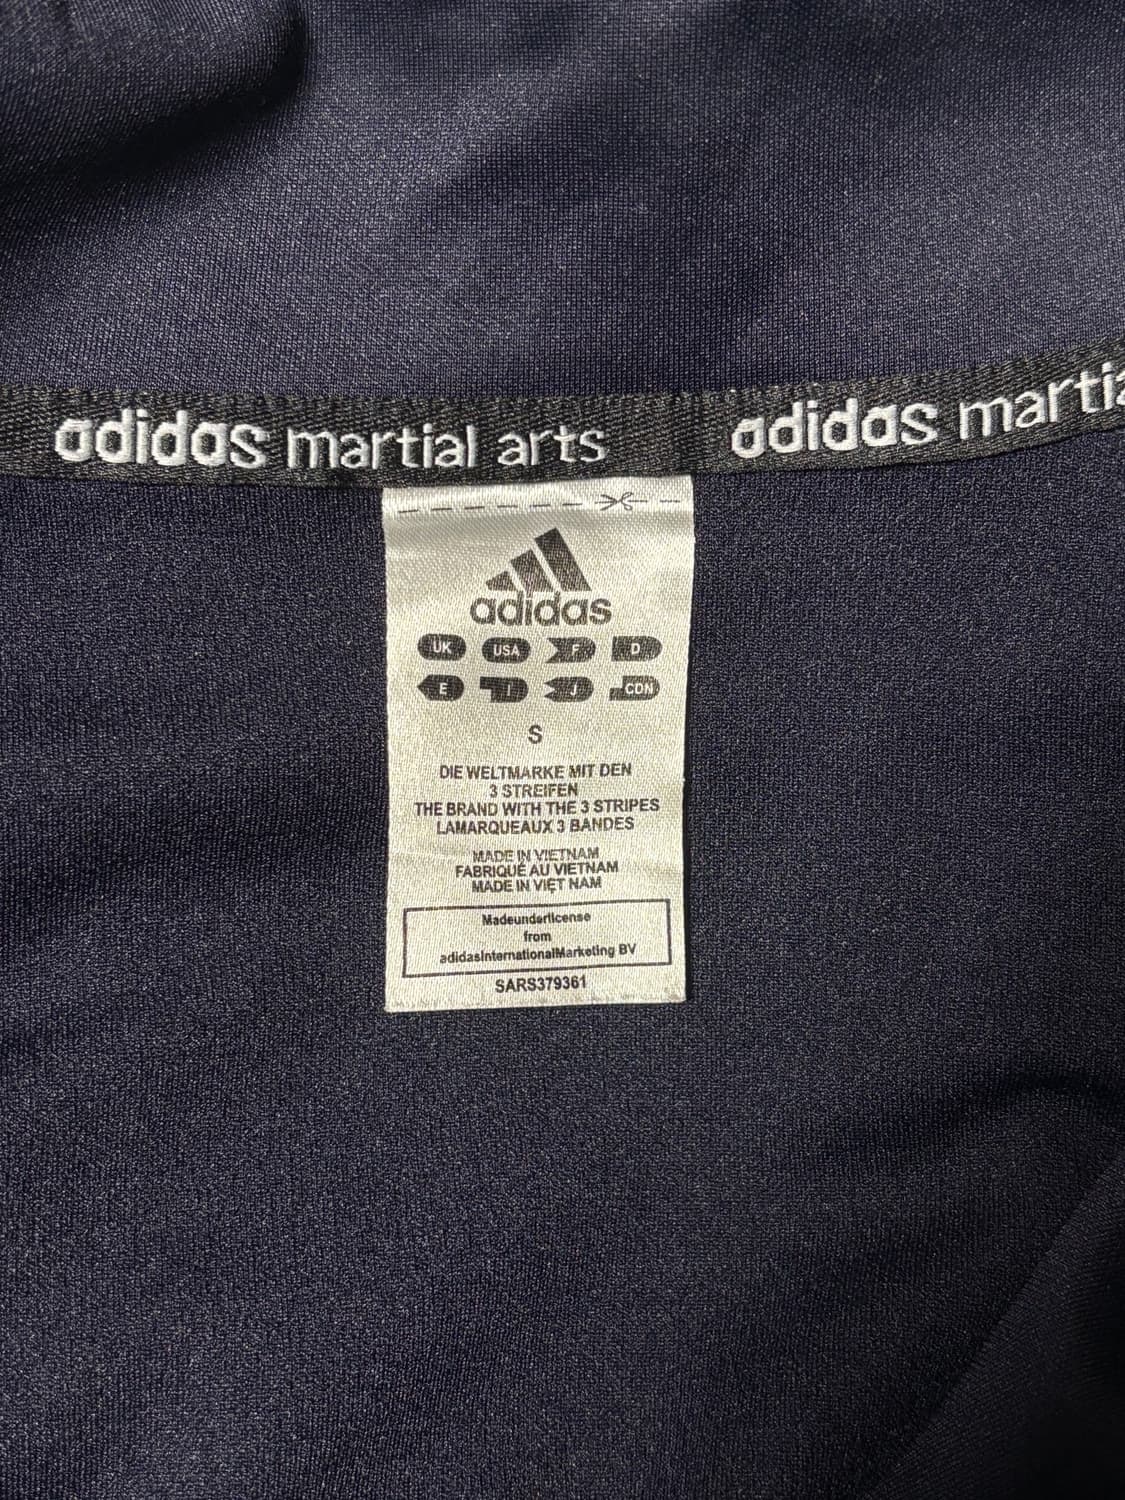 adidas martial arts adidas martia
adidas
UK USA F D
E I J CDN
S
DIE WELTMARKE MIT DEN
3 STREIFEN
THE BRAND WITH THE 3 STRIPES
LAMARQUEAUX 3 BANDES
MADE IN VIETNAM
FABRIQUÉ AU VIETNAM
MADE IN VIỆT NAM
Madeunderlicense
from
adidasInternationalMarketing BV
SARS379361